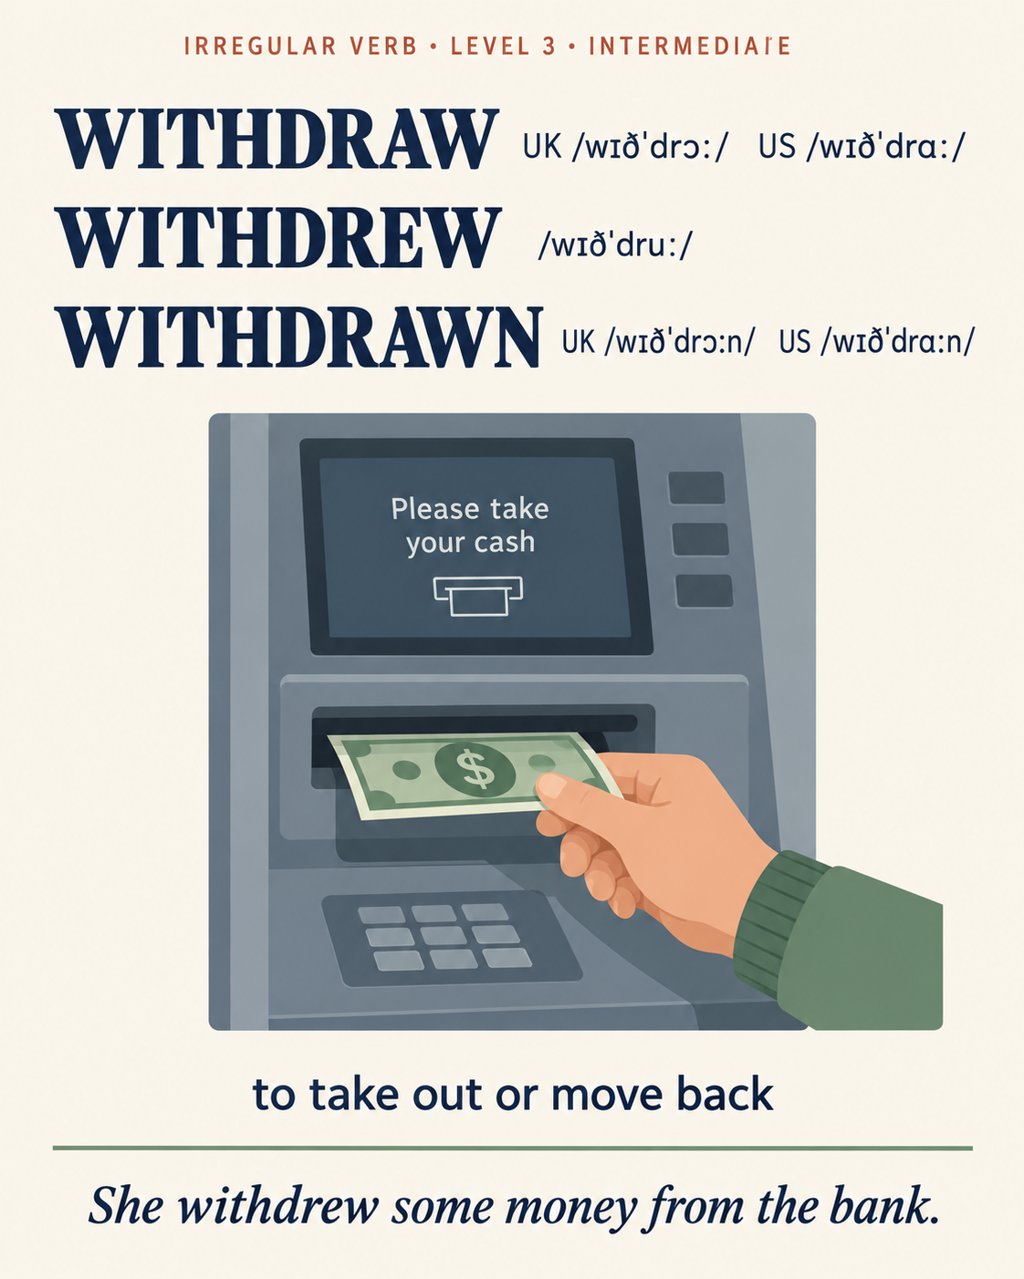 IRREGULAR VERB • LEVEL 3 • INTERMEDIATE
WITHDRAW UK /wɪðˈdrɔː/ US /wɪðˈdrɑː/
WITHDREW /wɪðˈdruː/
WITHDRAWN UK /wɪðˈdrɔːn/ US /wɪðˈdrɑːn/
Please take
your cash
$
to take out or move back
She withdrew some money from the bank.